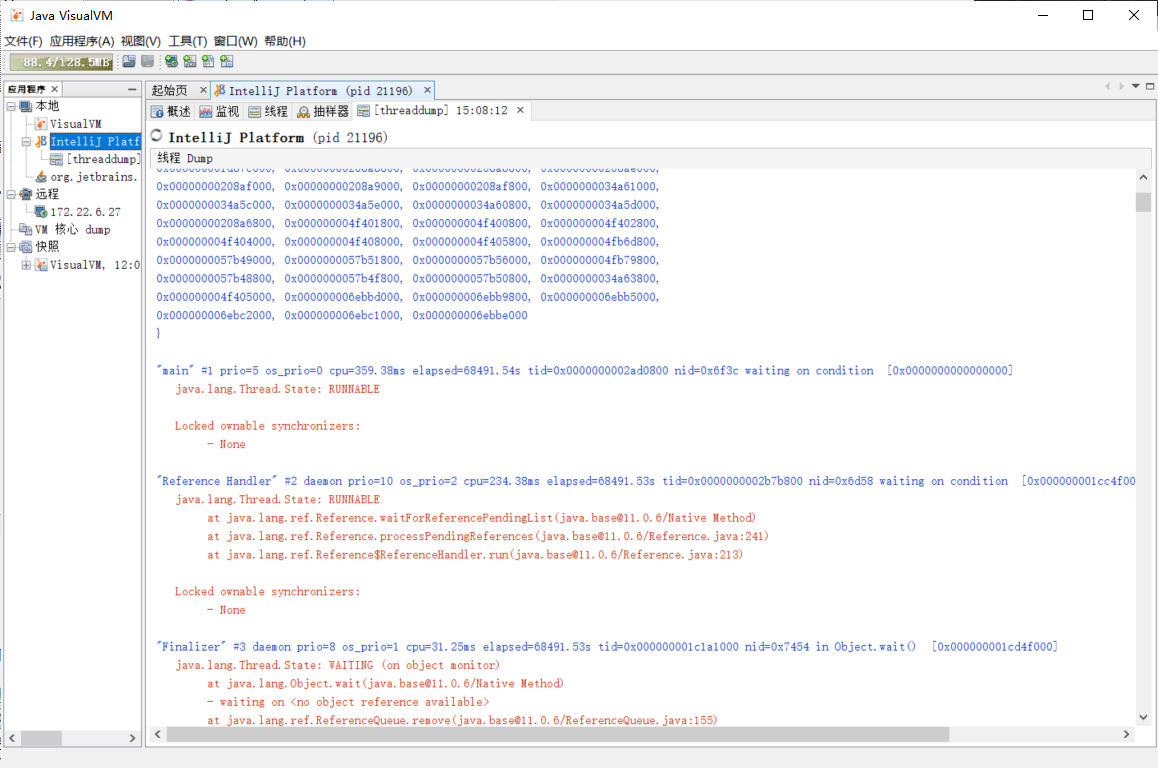 Java VisualVM
文件(F) 应用程序(A) 视图(V) 工具(T) 窗口(W) 帮助(H)
88.4/128.5MB
应用程序
本地
VisualVM
IntelliJ Platf
[threaddump]
org.jetbrains.
远程
172.22.6.27
VM 核心 dump
快照
VisualVM, 12:0
起始页 IntelliJ Platform (pid 21196)
概述 监视 线程 抽样器 [threaddump] 15:08:12
IntelliJ Platform (pid 21196)
线程 Dump
0x00000000208af000, 0x00000000208a9000, 0x00000000208af800, 0x0000000034a61000,
0x0000000034a5c000, 0x0000000034a5e000, 0x0000000034a60800, 0x0000000034a5d000,
0x00000000208a6800, 0x000000004f401800, 0x000000004f400800, 0x000000004f402800,
0x000000004f404000, 0x000000004f408000, 0x000000004f405800, 0x000000004fb6d800,
0x0000000057b49000, 0x0000000057b51800, 0x0000000057b56000, 0x000000004fb79800,
0x0000000057b48800, 0x0000000057b4f800, 0x0000000057b50800, 0x0000000034a63800,
0x000000004f405000, 0x000000006ebbd000, 0x000000006ebb9800, 0x000000006ebb5000,
0x000000006ebc2000, 0x000000006ebc1000, 0x000000006ebbe000
}
"main" #1 prio=5 os_prio=0 cpu=359.38ms elapsed=68491.54s tid=0x0000000002ad0800 nid=0x6f3c waiting on condition [0x0000000000000000]
java.lang.Thread.State: RUNNABLE
Locked ownable synchronizers:
- None
"Reference Handler" #2 daemon prio=10 os_prio=2 cpu=234.38ms elapsed=68491.53s tid=0x0000000002b7b800 nid=0x6d58 waiting on condition [0x000000001cc4f00
java.lang.Thread.State: RUNNABLE
at java.lang.ref.Reference.waitForReferencePendingList(java.base@11.0.6/Native Method)
at java.lang.ref.Reference.processPendingReferences(java.base@11.0.6/Reference.java:241)
at java.lang.ref.Reference$ReferenceHandler.run(java.base@11.0.6/Reference.java:213)
Locked ownable synchronizers:
- None
"Finalizer" #3 daemon prio=8 os_prio=1 cpu=31.25ms elapsed=68491.53s tid=0x000000001c1a1000 nid=0x7454 in Object.wait() [0x000000001cd4f000]
java.lang.Thread.State: WAITING (on object monitor)
at java.lang.Object.wait(java.base@11.0.6/Native Method)
- waiting on <no object reference available>
at java.lang.ref.ReferenceQueue.remove(java.base@11.0.6/ReferenceQueue.java:155)